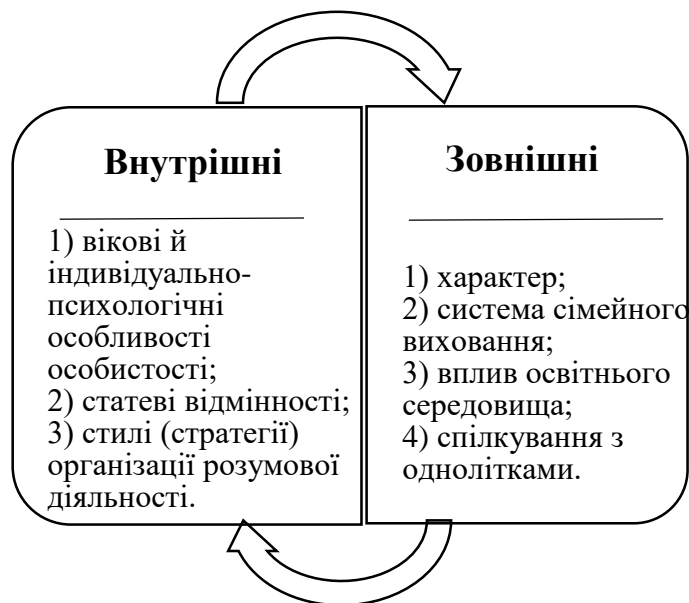 Внутрішні
1) вікові й
індивідуально-
психологічні
особливості
особистості;
2) статеві відмінності;
3) стилі (стратегії)
організації розумової
діяльності.
Зовнішні
1) характер;
2) система сімейного
виховання;
3) вплив освітнього
середовища;
4) спілкування з
однолітками.